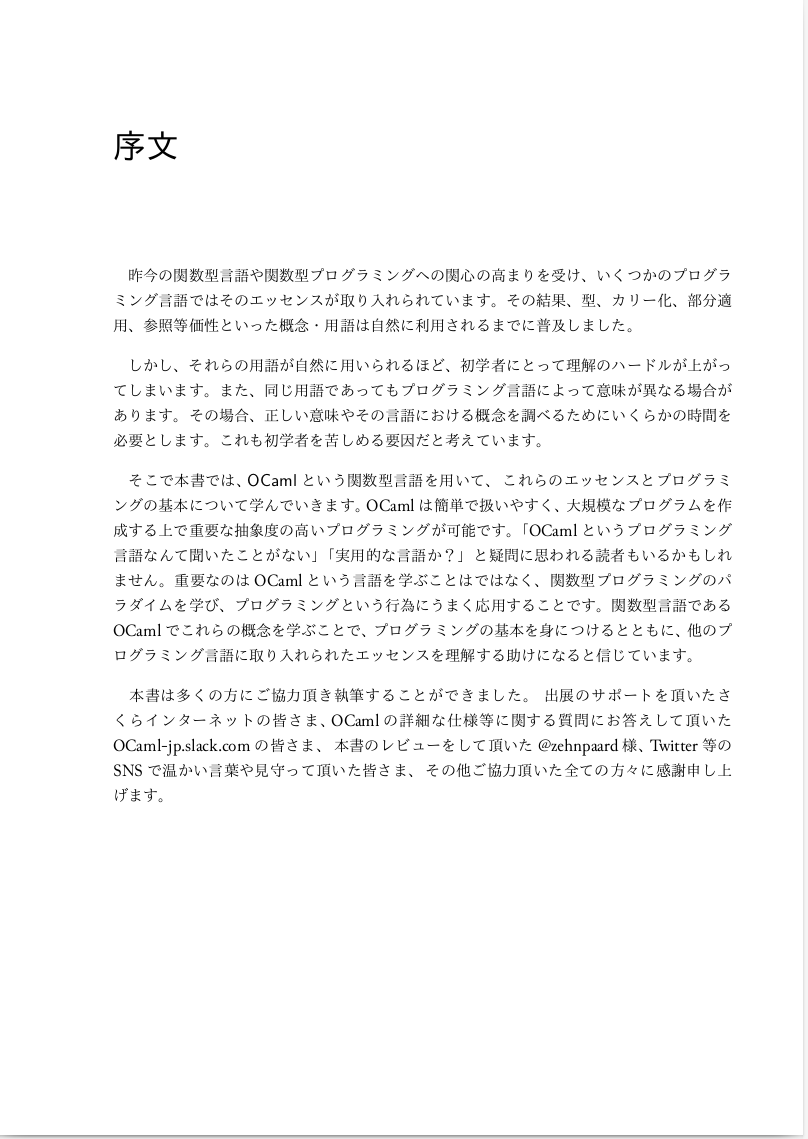 序文
昨今の関数型言語や関数型プログラミングへの関心の高まりを受け、いくつかのプログラ
ミング言語ではそのエッセンスが取り入れられています。その結果、型、カリー化、部分適
用、参照等価性といった概念・用語は自然に利用されるまでに普及しました。
しかし、それらの用語が自然に用いられるほど、初学者にとって理解のハードルが上がっ
てしまいます。また、同じ用語であってもプログラミング言語によって意味が異なる場合が
あります。その場合、正しい意味やその言語における概念を調べるためにいくらかの時間を
必要とします。これも初学者を苦しめる要因だと考えています。
そこで本書では、OCaml という関数型言語を用いて、これらのエッセンスとプログラミ
ングの基本について学んでいきます。OCaml は簡単で扱いやすく、大規模なプログラムを作
成する上で重要な抽象度の高いプログラミングが可能です。「OCaml というプログラミング
言語なんて聞いたことがない」「実用的な言語か？」と疑問に思われる読者もいるかもしれ
ません。重要なのは OCaml という言語を学ぶことはではなく、関数型プログラミングのパ
ラダイムを学び、プログラミングという行為にうまく応用することです。関数型言語である
OCaml でこれらの概念を学ぶことで、プログラミングの基本を身につけるとともに、他のプ
ログラミング言語に取り入れられたエッセンスを理解する助けになると信じています。
本書は多くの方にご協力頂き執筆することができました。 出展のサポートを頂いたさ
くらインターネットの皆さま、OCaml の詳細な仕様等に関する質問にお答えして頂いた
OCaml-jp.slack.com の皆さま、本書のレビューをして頂いた @zehnpaard 様、Twitter 等の
SNS で温かい言葉や見守って頂いた皆さま、その他ご協力頂いた全ての方々に感謝申し上
げます。